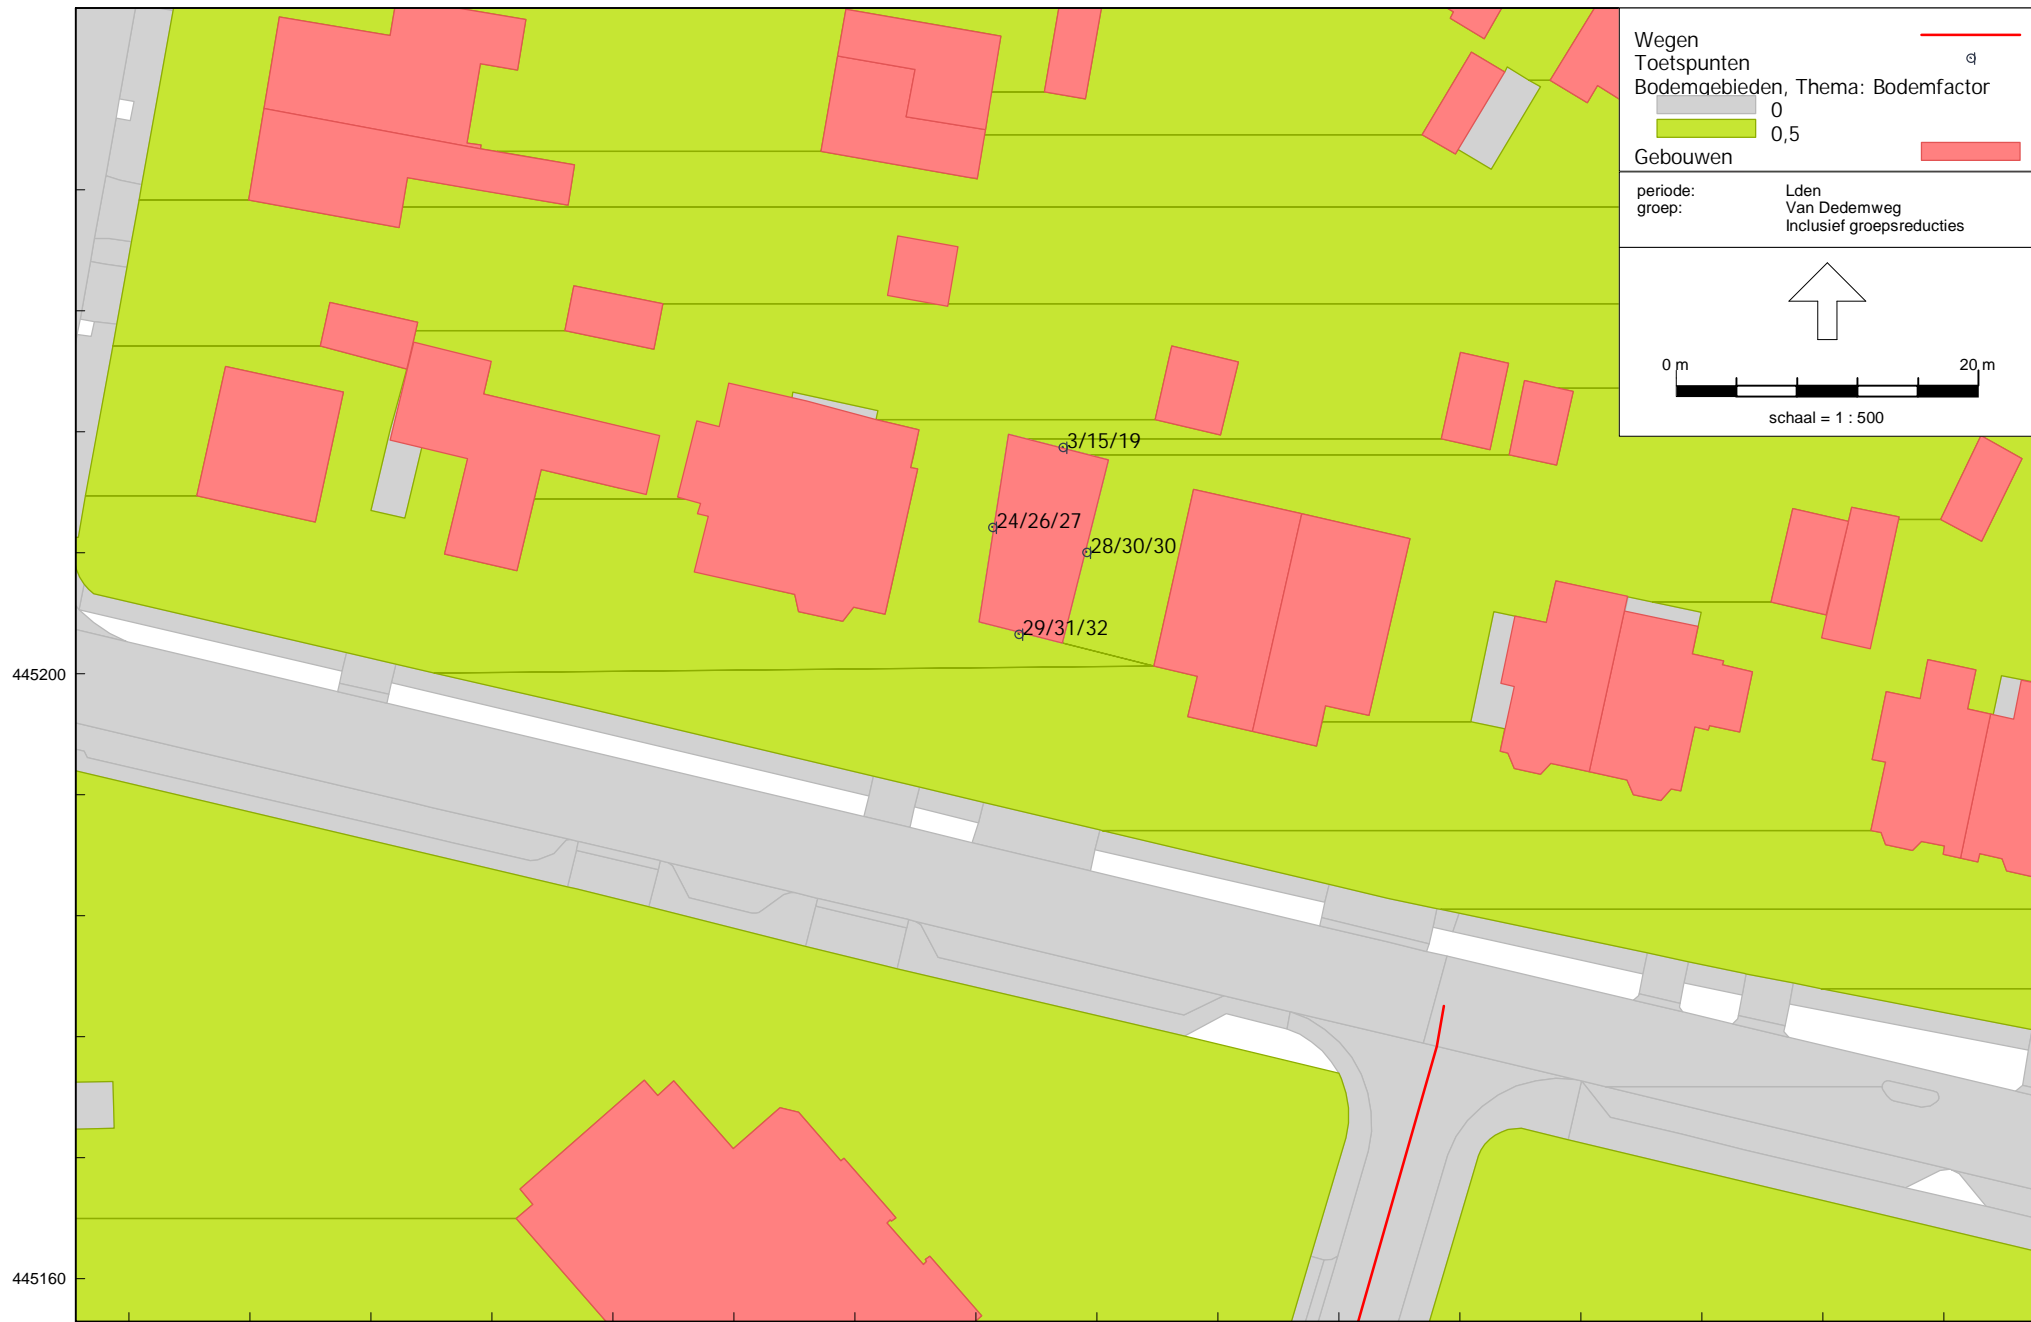 Wegen
Toetspunten
Bodemgebieden, Thema: Bodemfactor
0
0,5
Gebouwen
periode: Lden
groep: Van Dedemweg
Inclusief groepsreducties
0 m 20 m
schaal = 1 : 500
3/15/19
24/26/27
28/30/30
29/31/32
445200
445160